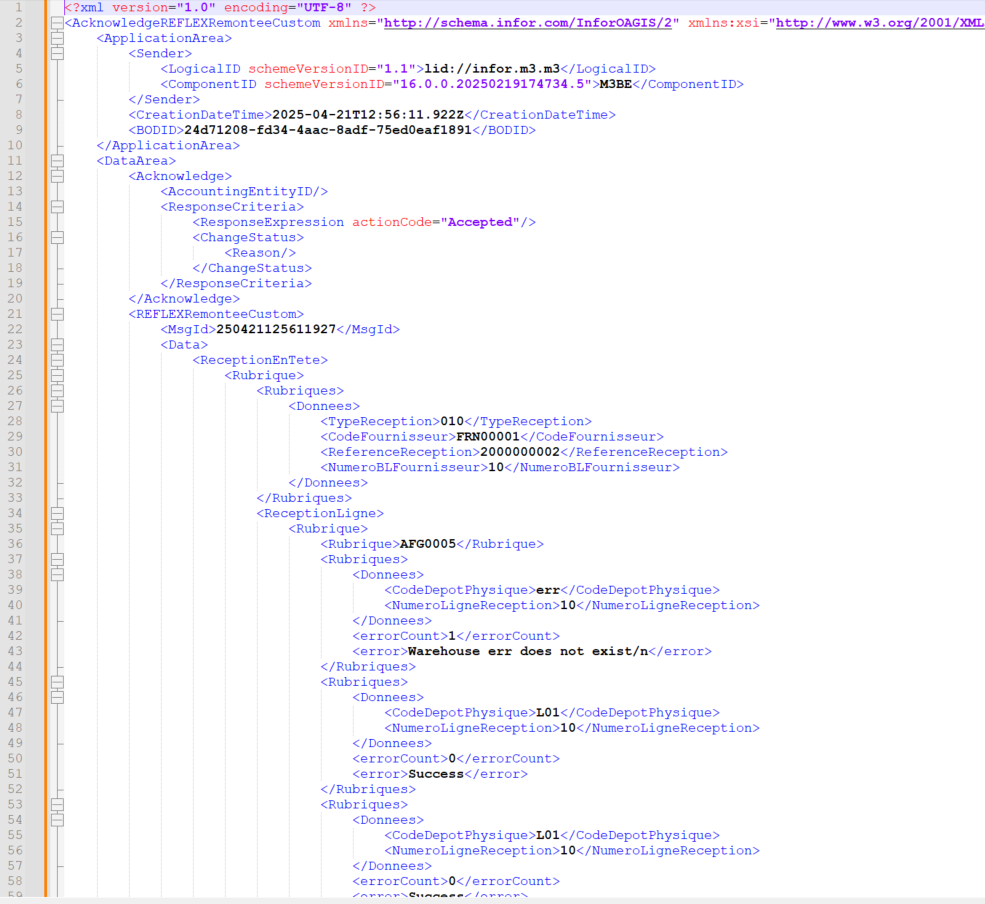 1 <?xml version="1.0" encoding="UTF-8" ?>
2 <AcknowledgeREFLEXRemonteeCustom xmlns="http://schema.infor.com/InforOAGIS/2" xmlns:xsi="http://www.w3.org/2001/XML
3 <ApplicationArea>
4 <Sender>
5 <LogicalID schemeVersionID="1.1">lid://infor.m3.m3</LogicalID>
6 <ComponentID schemeVersionID="16.0.0.20250219174734.5">M3BE</ComponentID>
7 </Sender>
8 <CreationDateTime>2025-04-21T12:56:11.922Z</CreationDateTime>
9 <BODID>24d71208-fd34-4aac-8adf-75ed0eaf1891</BODID>
10 </ApplicationArea>
11 <DataArea>
12 <Acknowledge>
13 <AccountingEntityID/>
14 <ResponseCriteria>
15 <ResponseExpression actionCode="Accepted"/>
16 <ChangeStatus>
17 <Reason/>
18 </ChangeStatus>
19 </ResponseCriteria>
20 </Acknowledge>
21 <REFLEXRemonteeCustom>
22 <MsgId>250421125611927</MsgId>
23 <Data>
24 <ReceptionEnTete>
25 <Rubrique>
26 <Rubriques>
27 <Donnees>
28 <TypeReception>010</TypeReception>
29 <CodeFournisseur>FRN00001</CodeFournisseur>
30 <ReferenceReception>2000000002</ReferenceReception>
31 <NumeroBLFournisseur>10</NumeroBLFournisseur>
32 </Donnees>
33 </Rubriques>
34 <ReceptionLigne>
35 <Rubrique>
36 <Rubrique>AFG0005</Rubrique>
37 <Rubriques>
38 <Donnees>
39 <CodeDepotPhysique>err</CodeDepotPhysique>
40 <NumeroLigneReception>10</NumeroLigneReception>
41 </Donnees>
42 <errorCount>1</errorCount>
43 <error>Warehouse err does not exist/n</error>
44 </Rubriques>
45 <Rubriques>
46 <Donnees>
47 <CodeDepotPhysique>L01</CodeDepotPhysique>
48 <NumeroLigneReception>10</NumeroLigneReception>
49 </Donnees>
50 <errorCount>0</errorCount>
51 <error>Success</error>
52 </Rubriques>
53 <Rubriques>
54 <Donnees>
55 <CodeDepotPhysique>L01</CodeDepotPhysique>
56 <NumeroLigneReception>10</NumeroLigneReception>
57 </Donnees>
58 <errorCount>0</errorCount>
59 <error>Success</error>